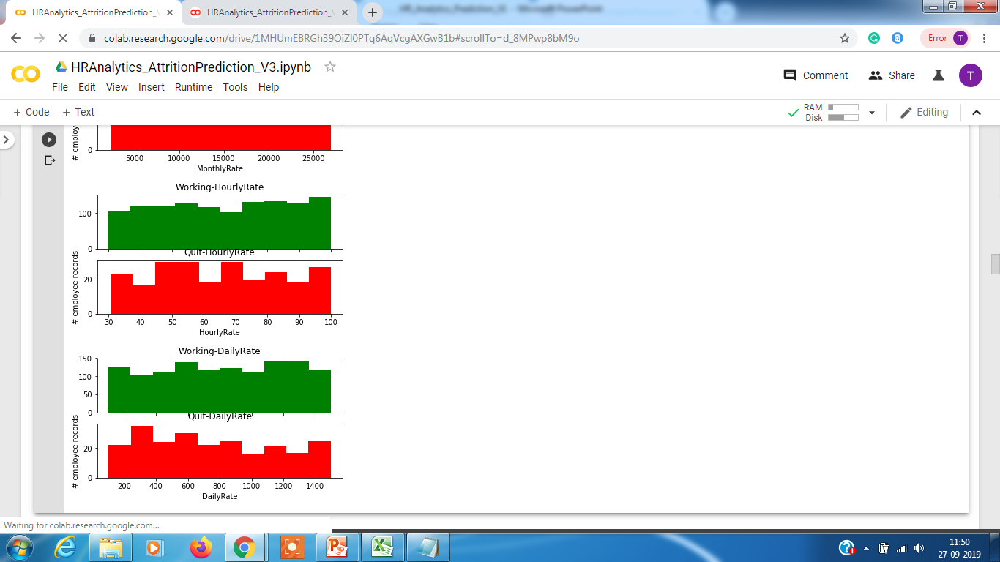 HRAnalytics_AttritionPrediction_V
HRAnalytics_AttritionPrediction_V
HR_Analytics_Prediction_V2 - Microsoft PowerPoint
colab.research.google.com/drive/1MHUmEBRGh39OiZI0PTq6AqVcgAXGwB1b#scrollTo=d_8MPwp8bM9o
Error T
CO HRAnalytics_AttritionPrediction_V3.ipynb
Comment Share T
File Edit View Insert Runtime Tools Help
+ Code + Text
RAM
Disk
Editing
# employ
0
5000 10000 15000 20000 25000
MonthlyRate
Working-HourlyRate
100
0
Quit-HourlyRate
# employee records
20
0
30 40 50 60 70 80 90 100
HourlyRate
Working-DailyRate
150
100
50
0
Quit-DailyRate
# employee records
20
0
200 400 600 800 1000 1200 1400
DailyRate
Waiting for colab.research.google.com...
11:50
27-09-2019